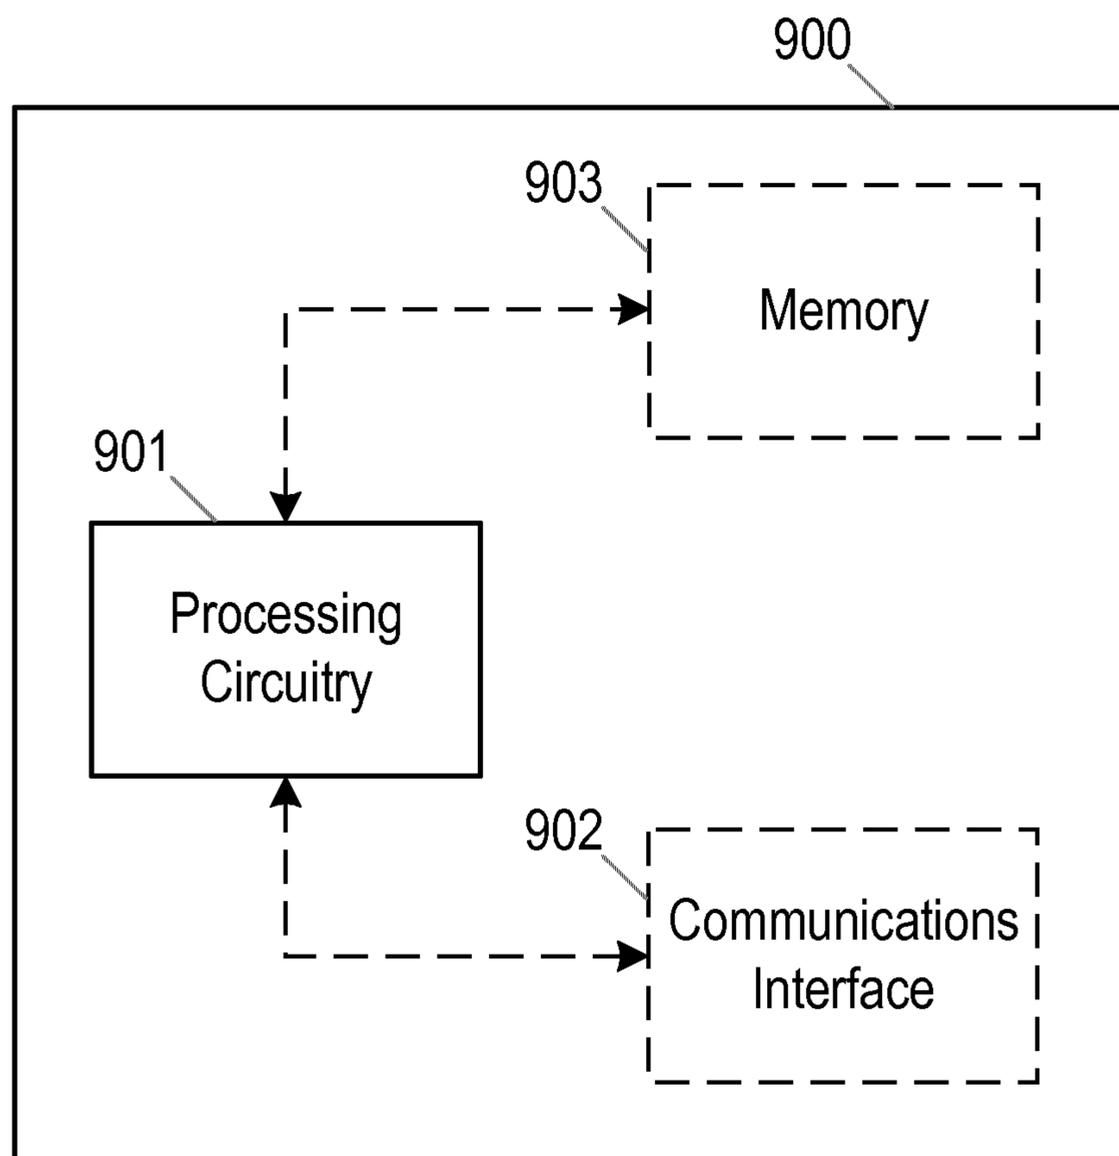 900
903
Memory
901
Processing
Circuitry
902
Communications
Interface